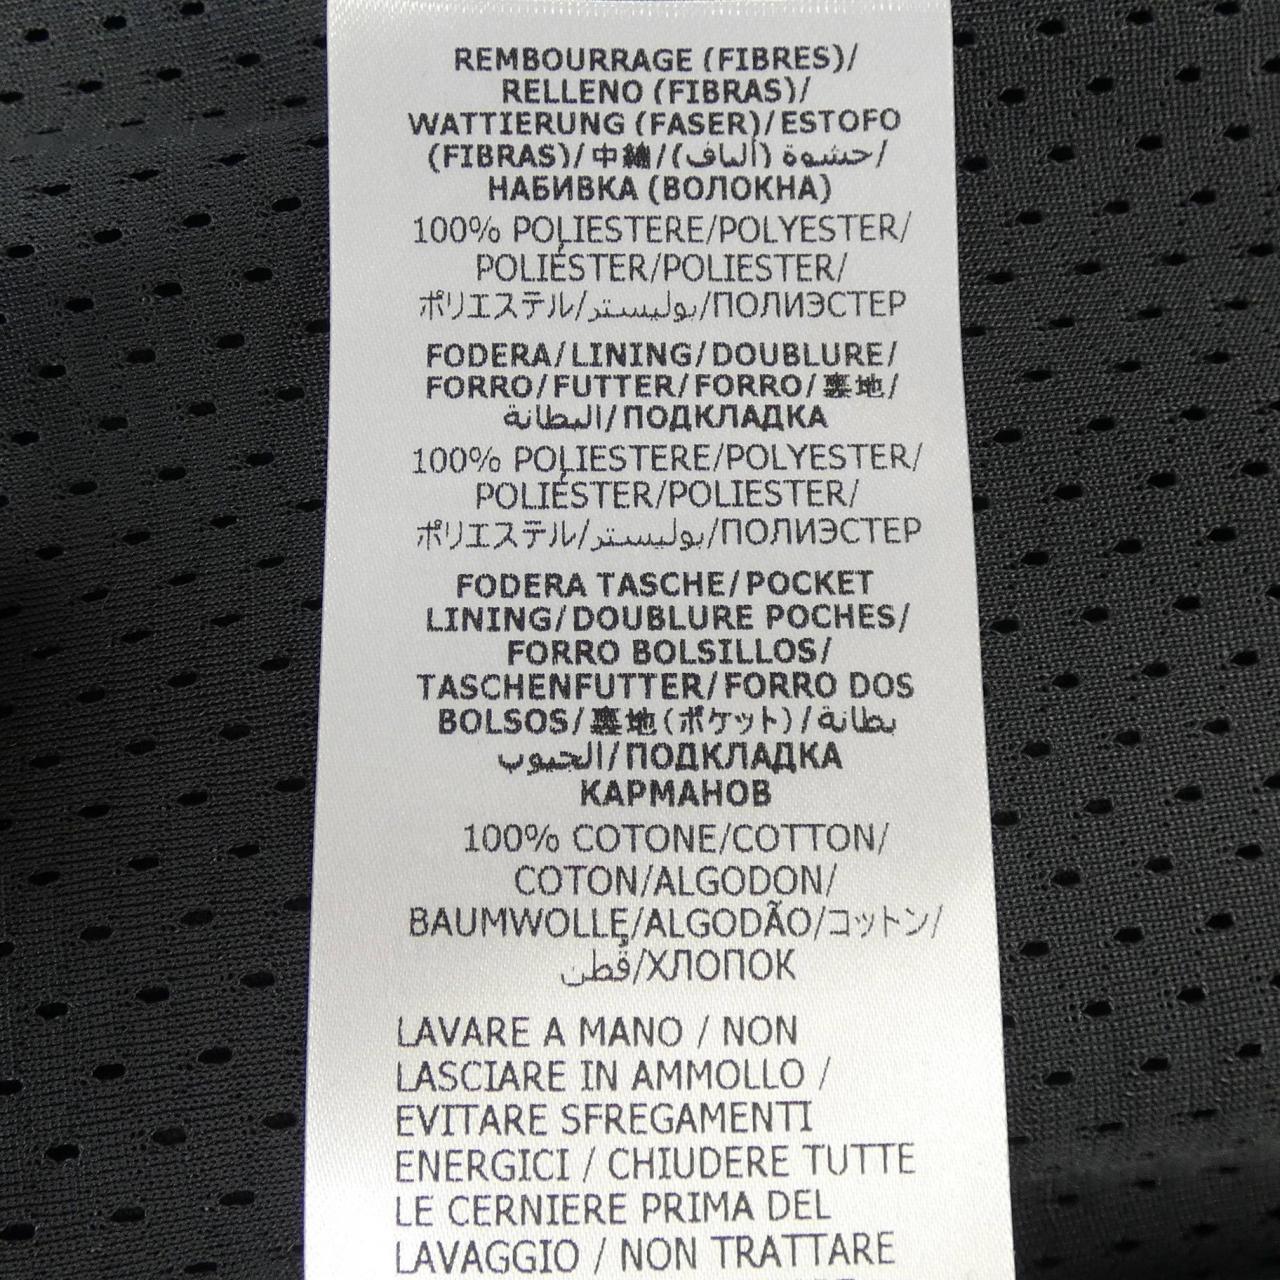 REMBOURRAGE (FIBRES)/
RELLENO (FIBRAS)/
WATTIERUNG (FASER)/ESTOFO
(FIBRAS)/中綿/حشوة (ألياف)/
НАБИВКА (ВОЛОКНА)
100% POLIESTERE/POLYESTER/
POLIÉSTER/POLIESTER/
ポリエステル/بوليستر/ПОЛИЭСТЕР
FODERA/LINING/DOUBLURE/
FORRO/FUTTER/FORRO/裏地/
البطانة/ПОДКЛАДКА
100% POLIESTERE/POLYESTER/
POLIÉSTER/POLIESTER/
ポリエステル/بوليستر/ПОЛИЭСТЕР
FODERA TASCHE/POCKET
LINING/DOUBLURE POCHES/
FORRO BOLSILLOS/
TASCHENFUTTER/FORRO DOS
BOLSOS/裏地(ポケット)/بطانة
الجيوب/ПОДКЛАДКА
КАРМАНОВ
100% COTONE/COTTON/
COTON/ALGODON/
BAUMWOLLE/ALGODÃO/コットン/
قُطن/ХЛОПОК
LAVARE A MANO / NON
LASCIARE IN AMMOLLO /
EVITARE SFREGAMENTI
ENERGICI / CHIUDERE TUTTE
LE CERNIERE PRIMA DEL
LAVAGGIO / NON TRATTARE